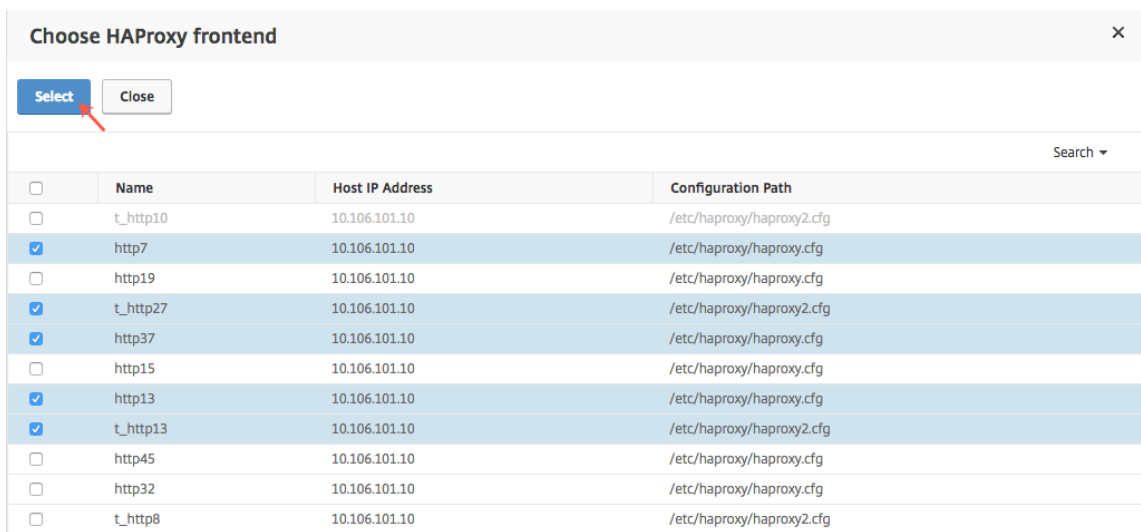 Choose HAProxy frontend
Select Close
Search
Name Host IP Address Configuration Path
t_http10 10.106.101.10 /etc/haproxy/haproxy2.cfg
http7 10.106.101.10 /etc/haproxy/haproxy.cfg
http19 10.106.101.10 /etc/haproxy/haproxy.cfg
t_http27 10.106.101.10 /etc/haproxy/haproxy2.cfg
http37 10.106.101.10 /etc/haproxy/haproxy.cfg
http15 10.106.101.10 /etc/haproxy/haproxy.cfg
http13 10.106.101.10 /etc/haproxy/haproxy.cfg
t_http13 10.106.101.10 /etc/haproxy/haproxy2.cfg
http45 10.106.101.10 /etc/haproxy/haproxy.cfg
http32 10.106.101.10 /etc/haproxy/haproxy.cfg
t_http8 10.106.101.10 /etc/haproxy/haproxy2.cfg